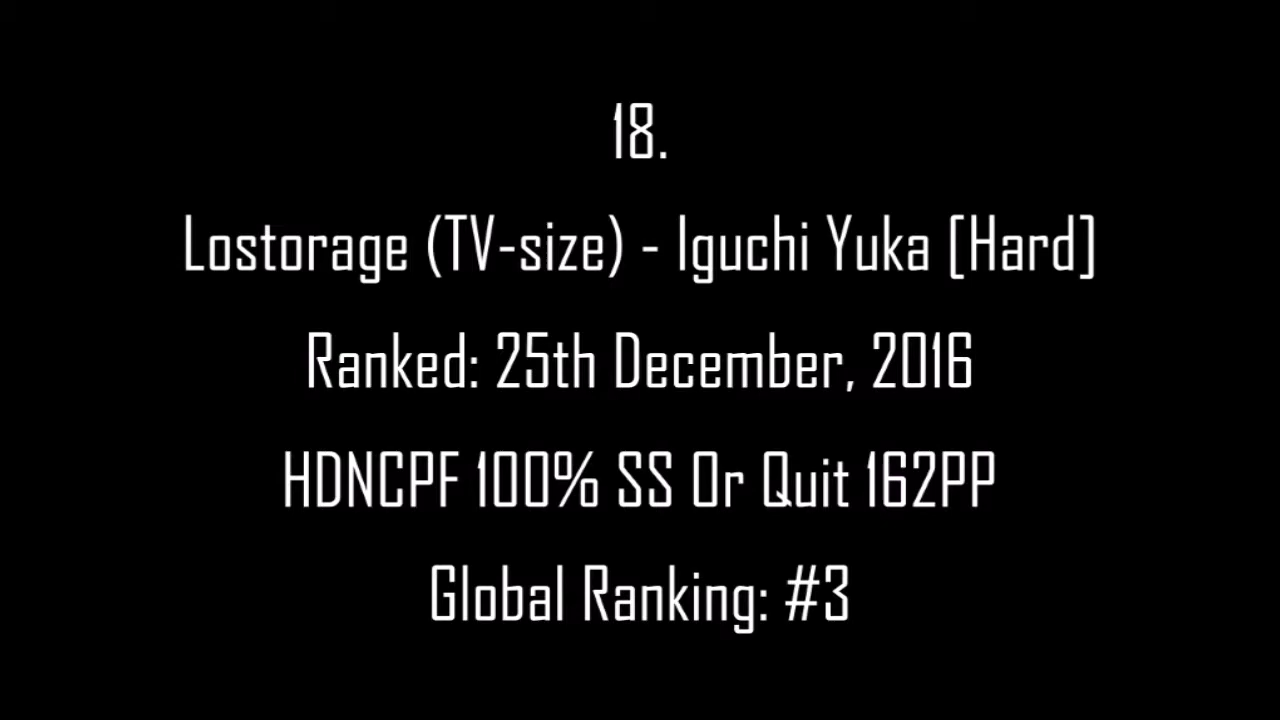 18.
Lostorage (TV-size) - Iguchi Yuka [Hard]
Ranked: 25th December, 2016
HDNCPF 100% SS Or Quit 162PP
Global Ranking: #3